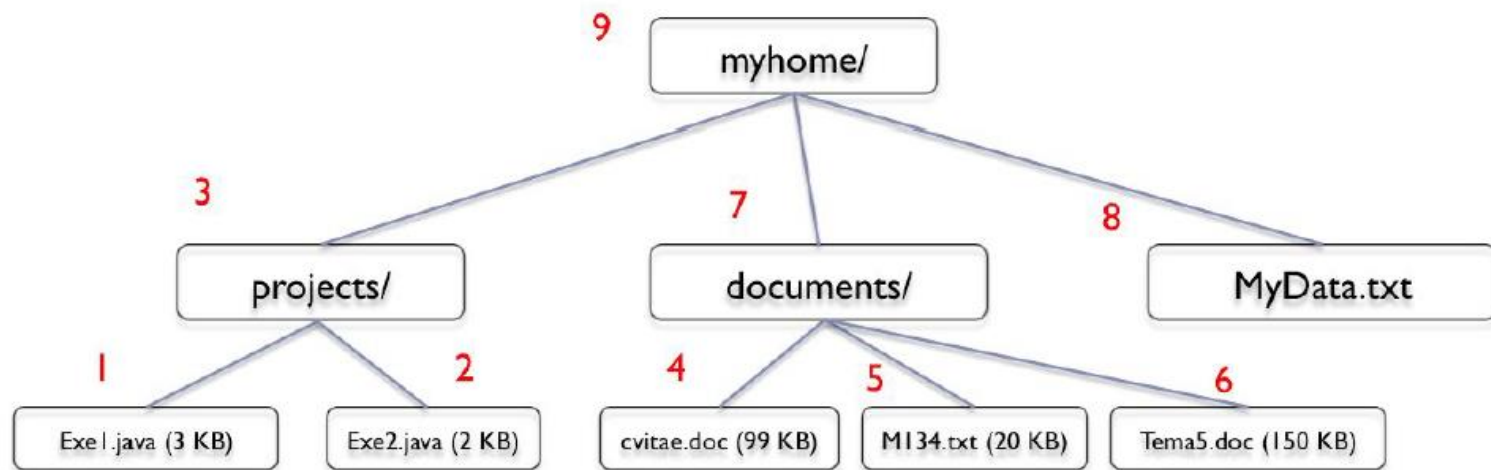 9
myhome/
3
7
8
projects/
documents/
MyData.txt
1
2
4
5
6
Exe1.java (3 KB)
Exe2.java (2 KB)
cvitae.doc (99 KB)
M134.txt (20 KB)
Tema5.doc (150 KB)